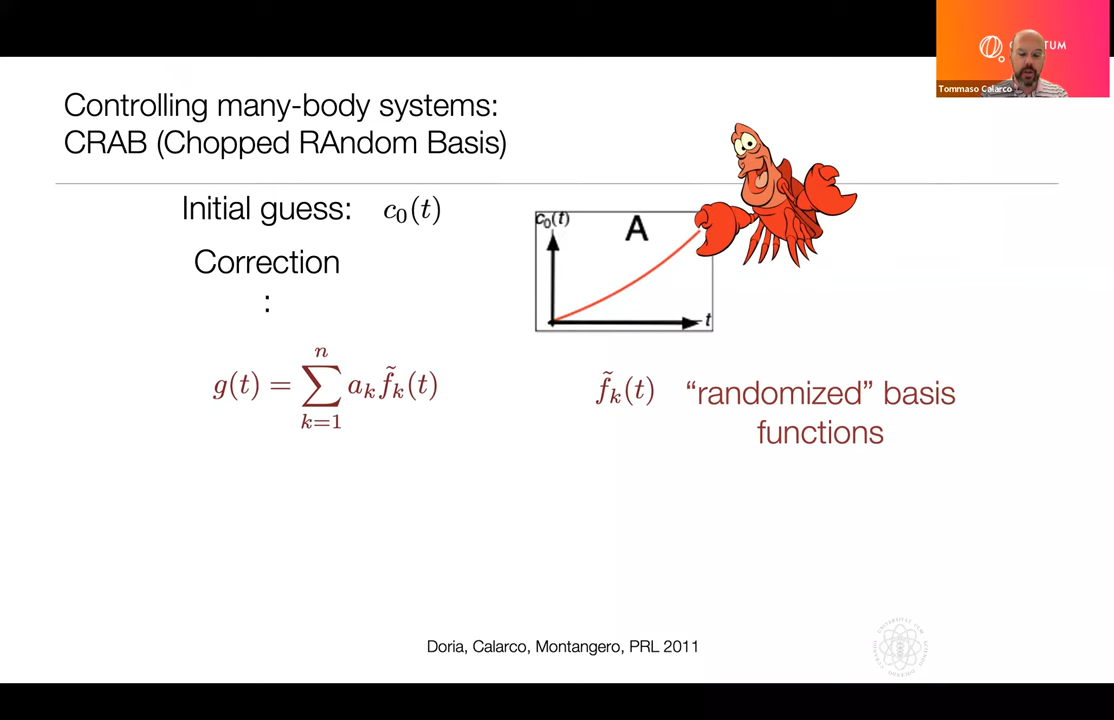 Controlling many-body systems:
CRAB (Chopped RAndom Basis)
Initial guess: c₀(t)
Correction
:
c₀(t)
A
t
g(t) = ∑ₖ₌₁ⁿ aₖ f̃ₖ(t)
f̃ₖ(t) “randomized” basis
functions
Doria, Calarco, Montangero, PRL 2011
Tommaso Calarco